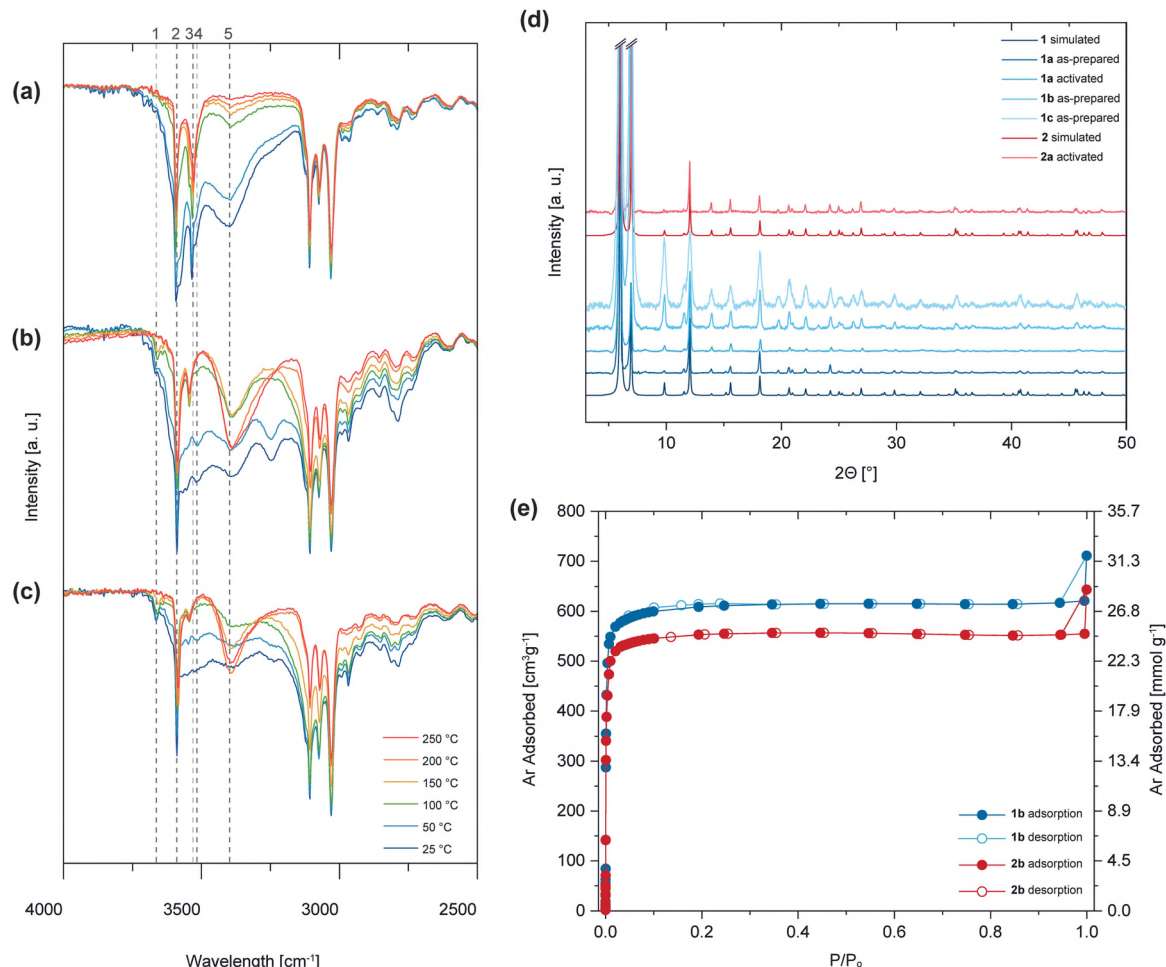 1 2 34 5
(a)
(b)
(c)
250 °C
200 °C
150 °C
100 °C
50 °C
25 °C
Intensity [a. u.]
4000 3500 3000 2500
Wavelength [cm⁻¹]
(d)
1 simulated
1a as-prepared
1a activated
1b as-prepared
1c as-prepared
2 simulated
2a activated
Intensity [a. u.]
10 20 30 40 50
2Θ [°]
(e)
800
700
600
500
400
300
200
100
0
35.7
31.2
26.8
22.3
17.9
13.4
8.9
4.5
0.0
Ar Adsorbed [cm³g⁻¹]
Ar Adsorbed [mmol g⁻¹]
1b adsorption
1b desorption
2b adsorption
2b desorption
0.0 0.2 0.4 0.6 0.8 1.0
P/Pₒ